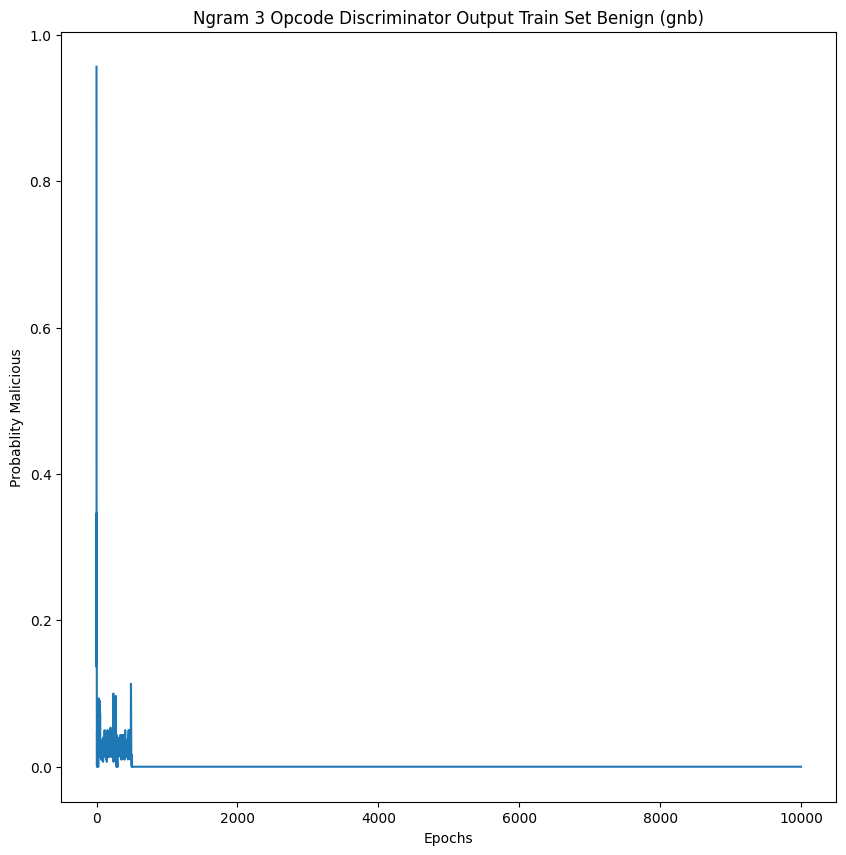 Ngram 3 Opcode Discriminator Output Train Set Benign (gnb)
1.0
0.8
0.6
0.4
0.2
0.0
Probablity Malicious
0 2000 4000 6000 8000 10000
Epochs